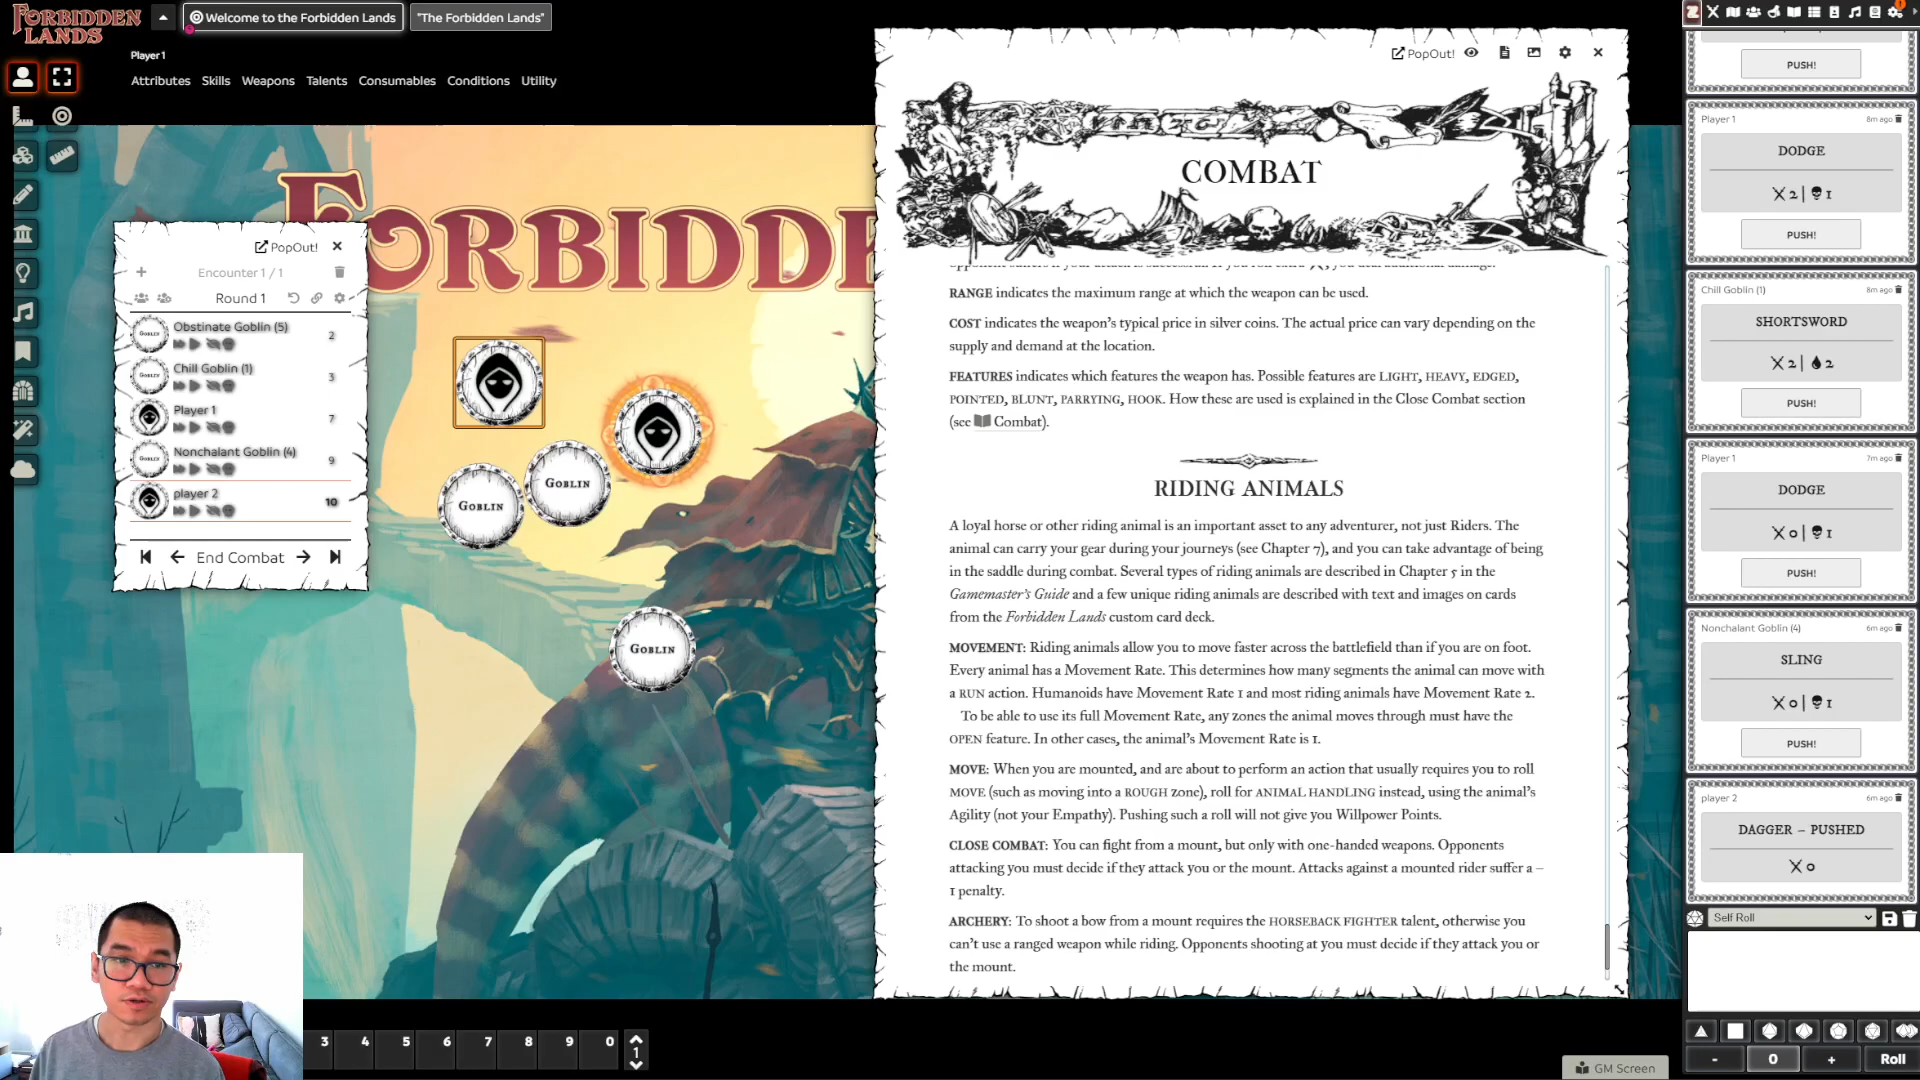 FORBIDDEN
LANDS
Welcome to the Forbidden Lands
"The Forbidden Lands"
Player 1
Attributes
Skills
Weapons
Talents
Consumables
Conditions
Utility
FORBIDDE
PopOut!
Encounter 1 / 1
Round 1
GOBLIN
Obstinate Goblin (5)
2
GOBLIN
Chill Goblin (1)
3
Player 1
7
GOBLIN
Nonchalant Goblin (4)
9
player 2
10
End Combat
GOBLIN
GOBLIN
GOBLIN
PopOut!
COMBAT
RANGE indicates the maximum range at which the weapon can be used.
COST indicates the weapon's typical price in silver coins. The actual price can vary depending on the
supply and demand at the location.
FEATURES indicates which features the weapon has. Possible features are LIGHT, HEAVY, EDGED,
POINTED, BLUNT, PARRYING, HOOK. How these are used is explained in the Close Combat section
(see Combat).
RIDING ANIMALS
A loyal horse or other riding animal is an important asset to any adventurer, not just Riders. The
animal can carry your gear during your journeys (see Chapter 7), and you can take advantage of being
in the saddle during combat. Several types of riding animals are described in Chapter 5 in the
Gamemaster's Guide and a few unique riding animals are described with text and images on cards
from the Forbidden Lands custom card deck.
MOVEMENT: Riding animals allow you to move faster across the battlefield than if you are on foot.
Every animal has a Movement Rate. This determines how many segments the animal can move with
a RUN action. Humanoids have Movement Rate 1 and most riding animals have Movement Rate 2.
To be able to use its full Movement Rate, any zones the animal moves through must have the
OPEN feature. In other cases, the animal's Movement Rate is 1.
MOVE: When you are mounted, and are about to perform an action that usually requires you to roll
MOVE (such as moving into a ROUGH zone), roll for ANIMAL HANDLING instead, using the animal's
Agility (not your Empathy). Pushing such a roll will not give you Willpower Points.
CLOSE COMBAT: You can fight from a mount, but only with one-handed weapons. Opponents
attacking you must decide if they attack you or the mount. Attacks against a mounted rider suffer a –
1 penalty.
ARCHERY: To shoot a bow from a mount requires the HORSEBACK FIGHTER talent, otherwise you
can't use a ranged weapon while riding. Opponents shooting at you must decide if they attack you or
the mount.
PUSH!
Player 1
8m ago
DODGE
2 | 1
PUSH!
Chill Goblin (1)
8m ago
SHORTSWORD
2 | 2
PUSH!
Player 1
7m ago
DODGE
0 | 1
PUSH!
Nonchalant Goblin (4)
6m ago
SLING
0 | 1
PUSH!
player 2
6m ago
DAGGER – PUSHED
0
Self Roll
- 0 + Roll
3 4 5 6 7 8 9 0
1
GM Screen